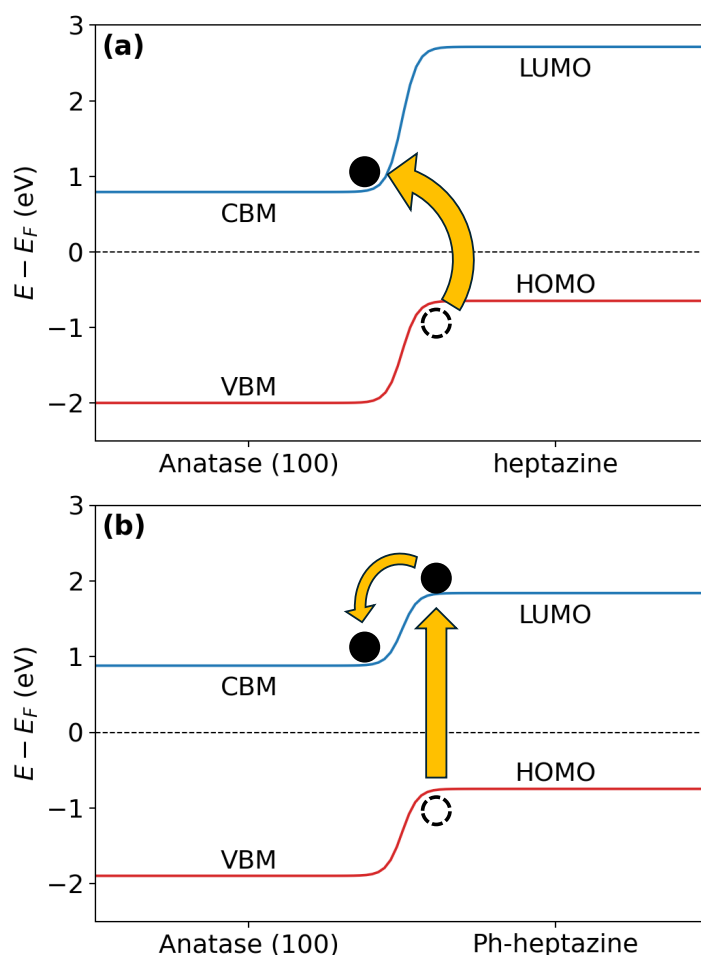 (a)
3
2
1
0
−1
−2
E − E_F (eV)
LUMO
CBM
HOMO
VBM
Anatase (100) heptazine
(b)
3
2
1
0
−1
−2
E − E_F (eV)
LUMO
CBM
HOMO
VBM
Anatase (100) Ph-heptazine